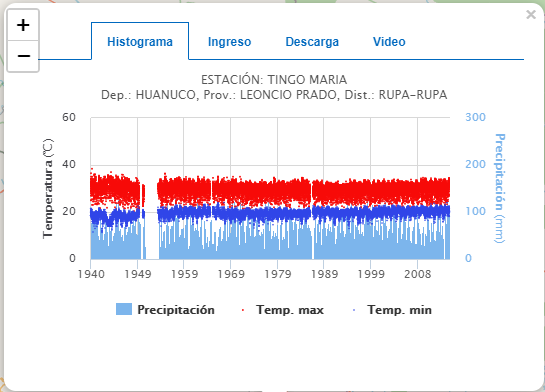 +
−
×
Histograma Ingreso Descarga Video
ESTACIÓN: TINGO MARIA
Dep.: HUANUCO, Prov.: LEONCIO PRADO, Dist.: RUPA-RUPA
Temperatura (°C)
60
40
20
0
300
200
100
0
Precipitación (mm)
1940 1949 1959 1969 1979 1989 1999 2008
Precipitación Temp. max Temp. min